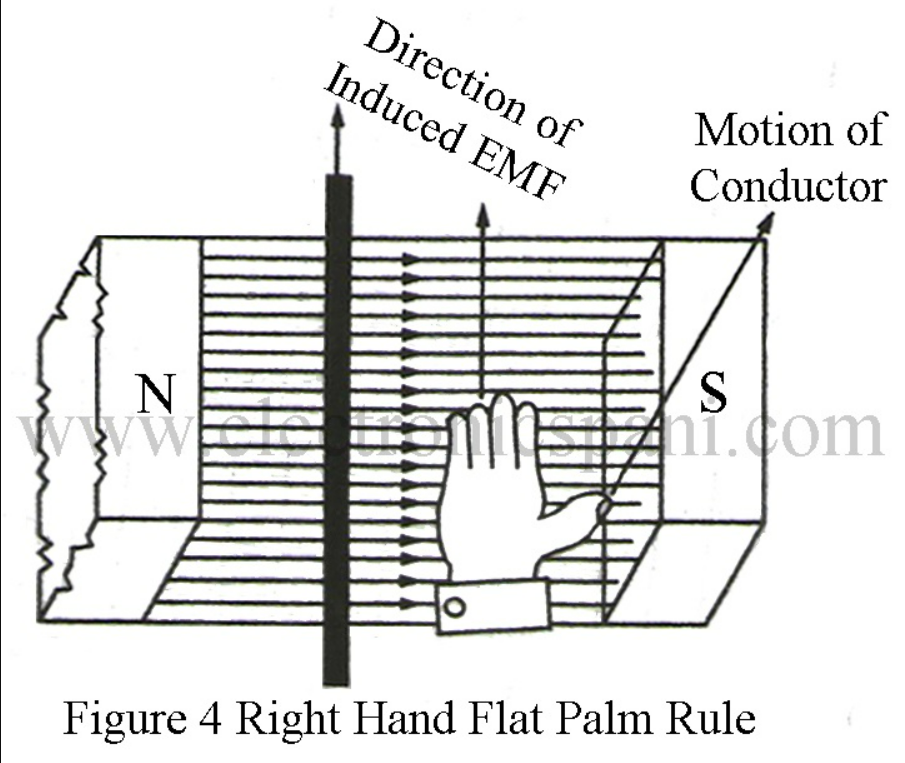 Direction of
Induced EMF
Motion of
Conductor
N
S
www.electronicspani.com
Figure 4 Right Hand Flat Palm Rule